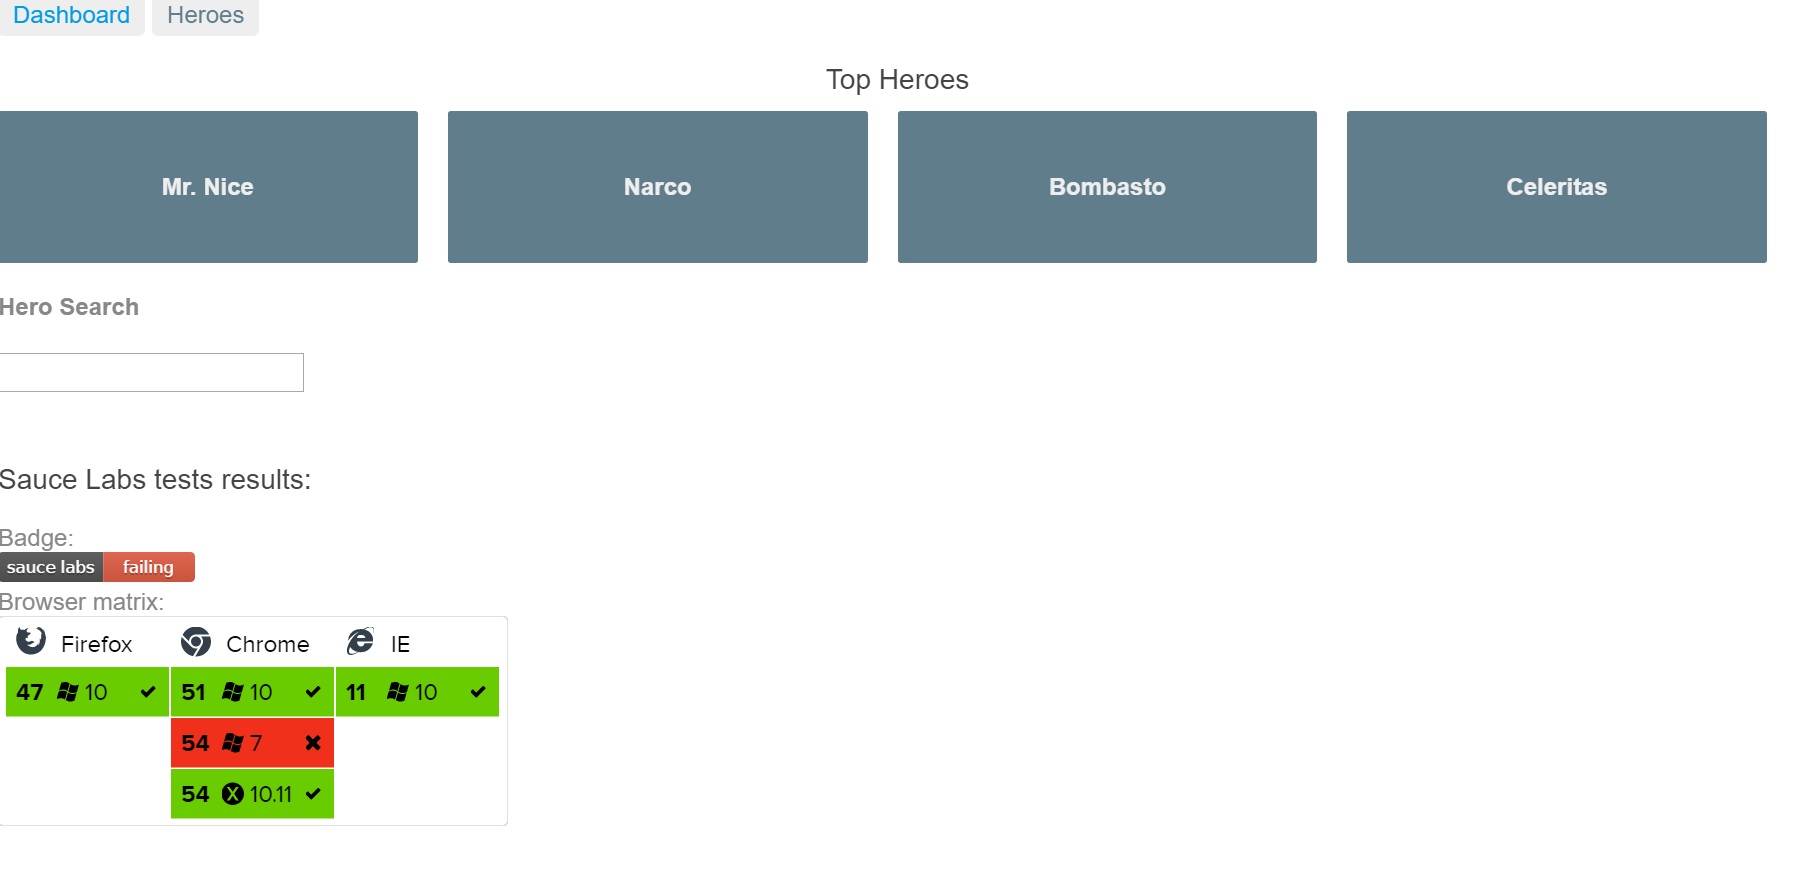 Dashboard Heroes
Top Heroes
Mr. Nice Narco Bombasto Celeritas
Hero Search
Sauce Labs tests results:
Badge:
sauce labs failing
Browser matrix:
Firefox Chrome IE
47 10 51 10 11 10
54 7
54 X 10.11